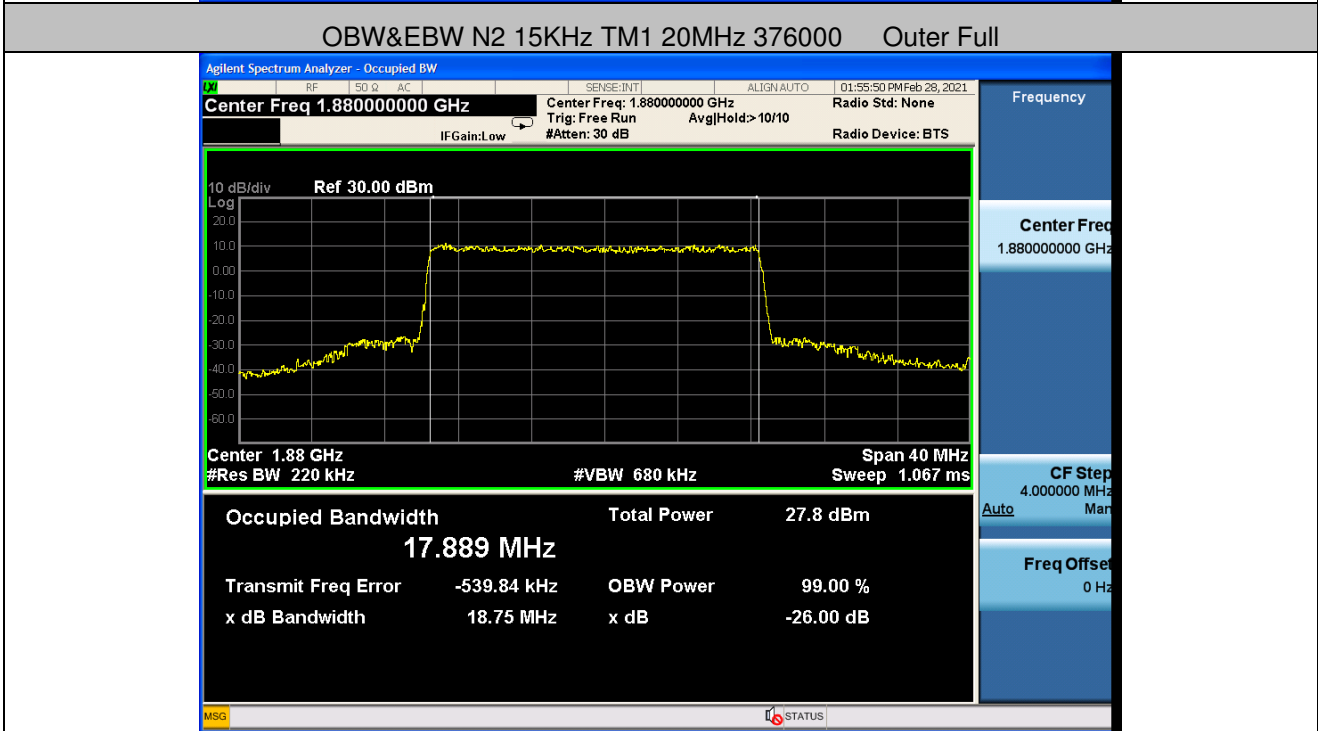 OBW&EBW N2 15KHz TM1 20MHz 376000 Outer Full
Agilent Spectrum Analyzer - Occupied BW
LXI RF 50 Ω AC SENSE:INT ALIGN AUTO 01:55:50 PM Feb 28, 2021
Center Freq 1.880000000 GHz
Center Freq: 1.880000000 GHz Radio Std: None
Trig: Free Run Avg|Hold:>10/10
IFGain:Low #Atten: 30 dB Radio Device: BTS
10 dB/div Ref 30.00 dBm
Log
20.0
10.0
0.00
-10.0
-20.0
-30.0
-40.0
-50.0
-60.0
Center 1.88 GHz Span 40 MHz
#Res BW 220 kHz #VBW 680 kHz Sweep 1.067 ms
Occupied Bandwidth Total Power 27.8 dBm
17.889 MHz
Transmit Freq Error -539.84 kHz OBW Power 99.00 %
x dB Bandwidth 18.75 MHz x dB -26.00 dB
MSG STATUS
Frequency
Center Freq
1.880000000 GHz
CF Step
4.000000 MHz
Auto Man
Freq Offset
0 Hz